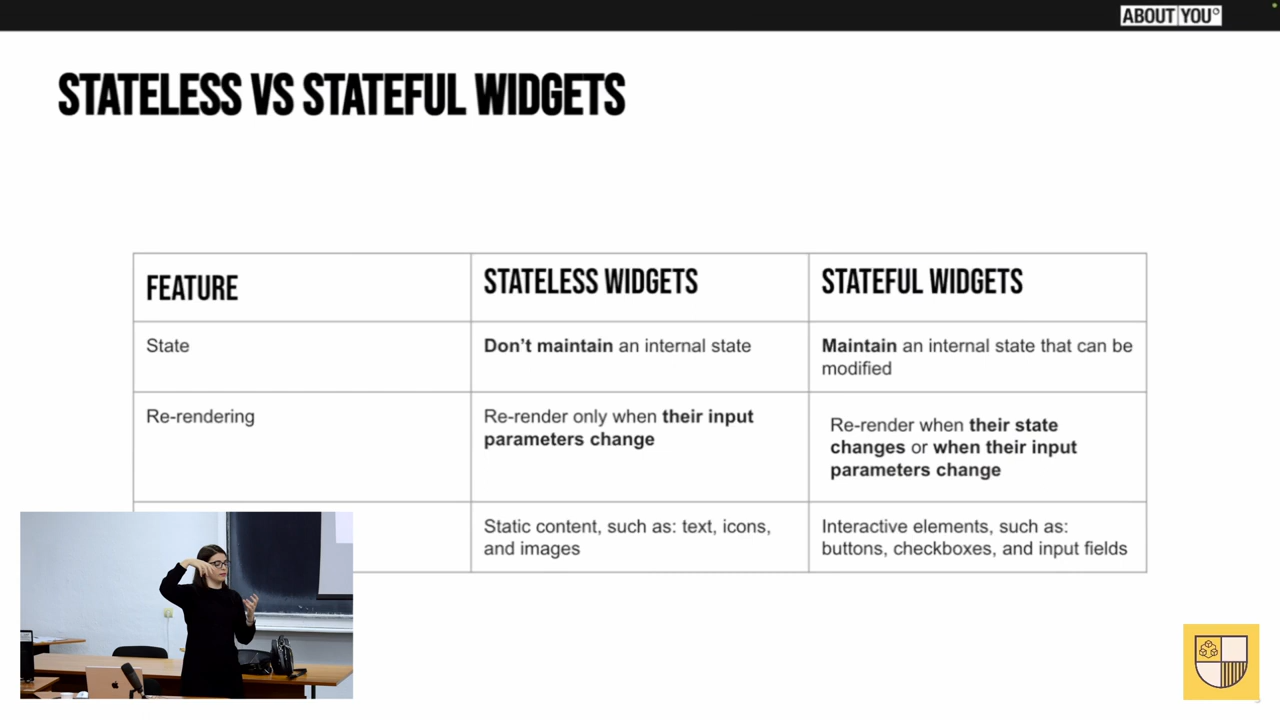 ABOUT YOU°
STATELESS VS STATEFUL WIDGETS
FEATURE
STATELESS WIDGETS
STATEFUL WIDGETS
State
Don’t maintain an internal state
Maintain an internal state that can be
modified
Re-rendering
Re-render only when their input
parameters change
Re-render when their state
changes or when their input
parameters change
Static content, such as: text, icons,
and images
Interactive elements, such as:
buttons, checkboxes, and input fields